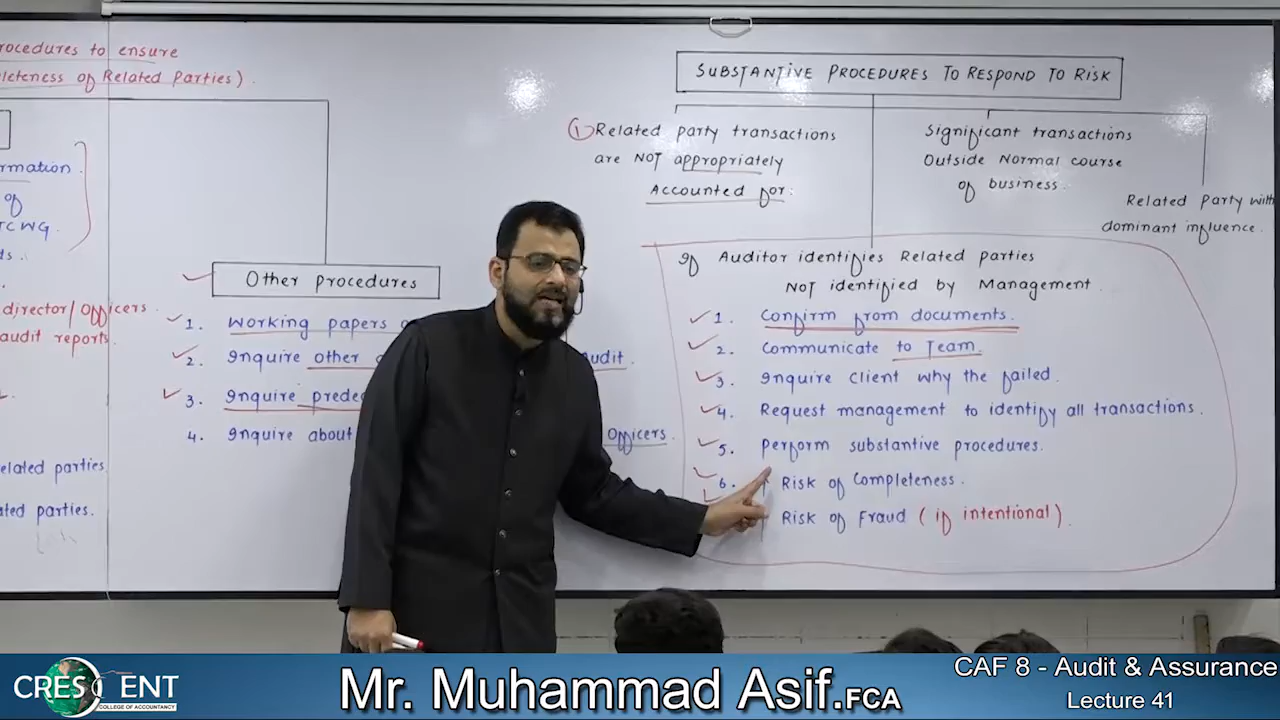 rocedures to ensure
leteness of Related Parties).
rmation
of
TCWG.
ds.
director/Officers.
audit reports.
elated parties
ated parties.
Other procedures
1. Working papers
2. Inquire other
udit.
3. Inquire prede
4. Inquire about
Officers.
SUBSTANTIVE PROCEDURES TO RESPOND TO RISK
① Related party transactions
are NOT appropriately
Accounted for.
Significant transactions
Outside Normal course
of business.
Related Party with
dominant influence.
If Auditor identifies Related parties
NOT identified by Management.
1. Confirm from documents.
2. Communicate to Team.
3. Inquire Client why the failed.
4. Request management to identify all transactions.
5. Perform substantive procedures.
6. ↑ Risk of Completeness.
Risk of Fraud (if intentional).
CRESCENT
COLLEGE OF ACCOUNTANCY
Mr. Muhammad Asif.FCA
CAF 8 - Audit & Assurance
Lecture 41